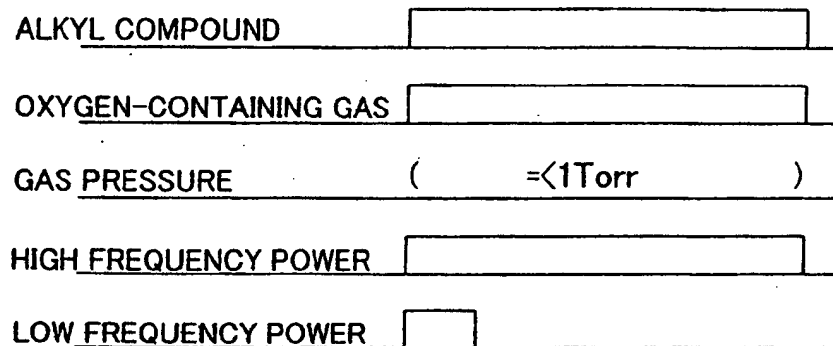 ALKYL COMPOUND
OXYGEN-CONTAINING GAS
GAS PRESSURE ( =<1Torr )
HIGH FREQUENCY POWER
LOW FREQUENCY POWER